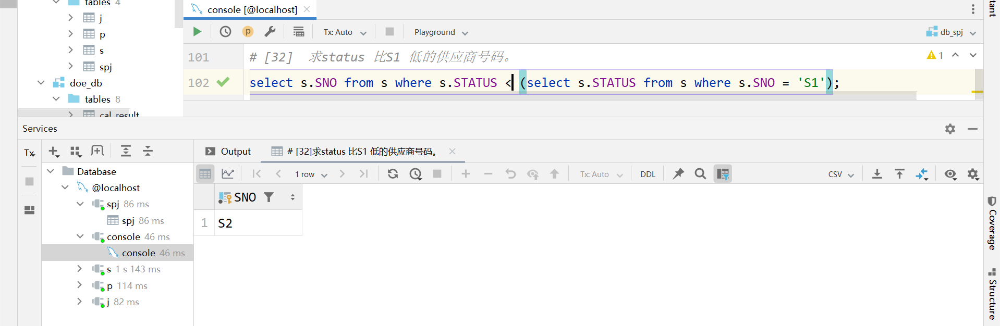 tables 4
j
p
s
spj
doe_db
tables 8
cal_result
console [@localhost]
p
Tx: Auto
Playground
db_spj
101 # [32] 求status 比S1 低的供应商号码。
1
102 select s.SNO from s where s.STATUS < (select s.STATUS from s where s.SNO = 'S1');
Services
Tx
Database
@localhost
spj 86 ms
spj 86 ms
console 46 ms
console 46 ms
s 1 s 143 ms
p 114 ms
j 82 ms
Output
# [32]求status 比S1 低的供应商号码。
1 row
Tx: Auto
DDL
CSV
SNO
1 S2
tant
Coverage
Structure